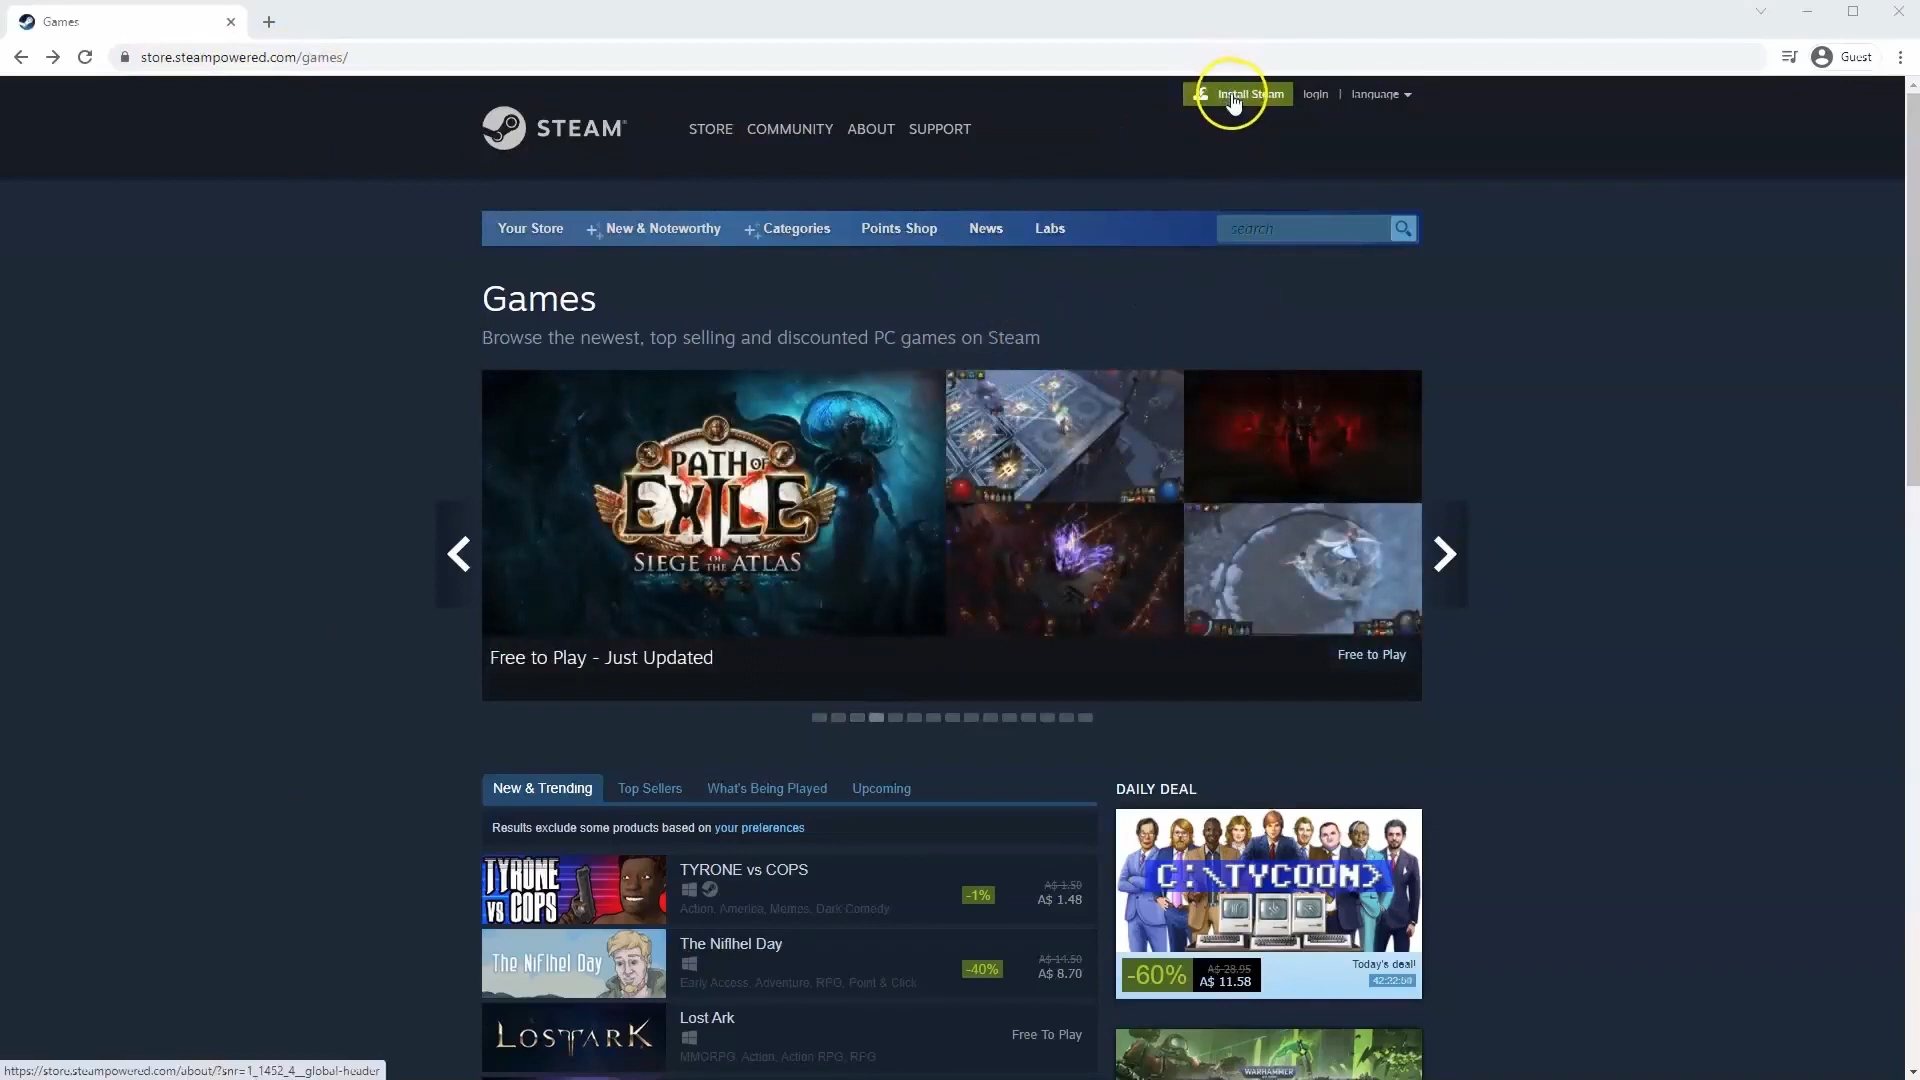 Games
store.steampowered.com/games/
Guest
Install Steam
login | language
STEAM
STORE COMMUNITY ABOUT SUPPORT
Your Store New & Noteworthy Categories Points Shop News Labs
search
Games
Browse the newest, top selling and discounted PC games on Steam
PATH OF
EXILE
SIEGE OF THE ATLAS
Free to Play - Just Updated
Free to Play
New & Trending Top Sellers What's Being Played Upcoming
Results exclude some products based on your preferences
TYRONE
VS COPS
TYRONE vs COPS
Action, America, Memes, Dark Comedy
-1%
A$ 1.50
A$ 1.48
The Niflhel Day
The Niflhel Day
Early Access, Adventure, RPG, Point & Click
-40%
A$ 14.50
A$ 8.70
LOST ARK
Lost Ark
MMORPG, Action, Action RPG, RPG
Free To Play
DAILY DEAL
C:\TYCOON>
-60%
A$ 28.95
A$ 11.58
Today's deal!
42:22:50
WARHAMMER
https://store.steampowered.com/about/?snr=1_1452_4__global-header